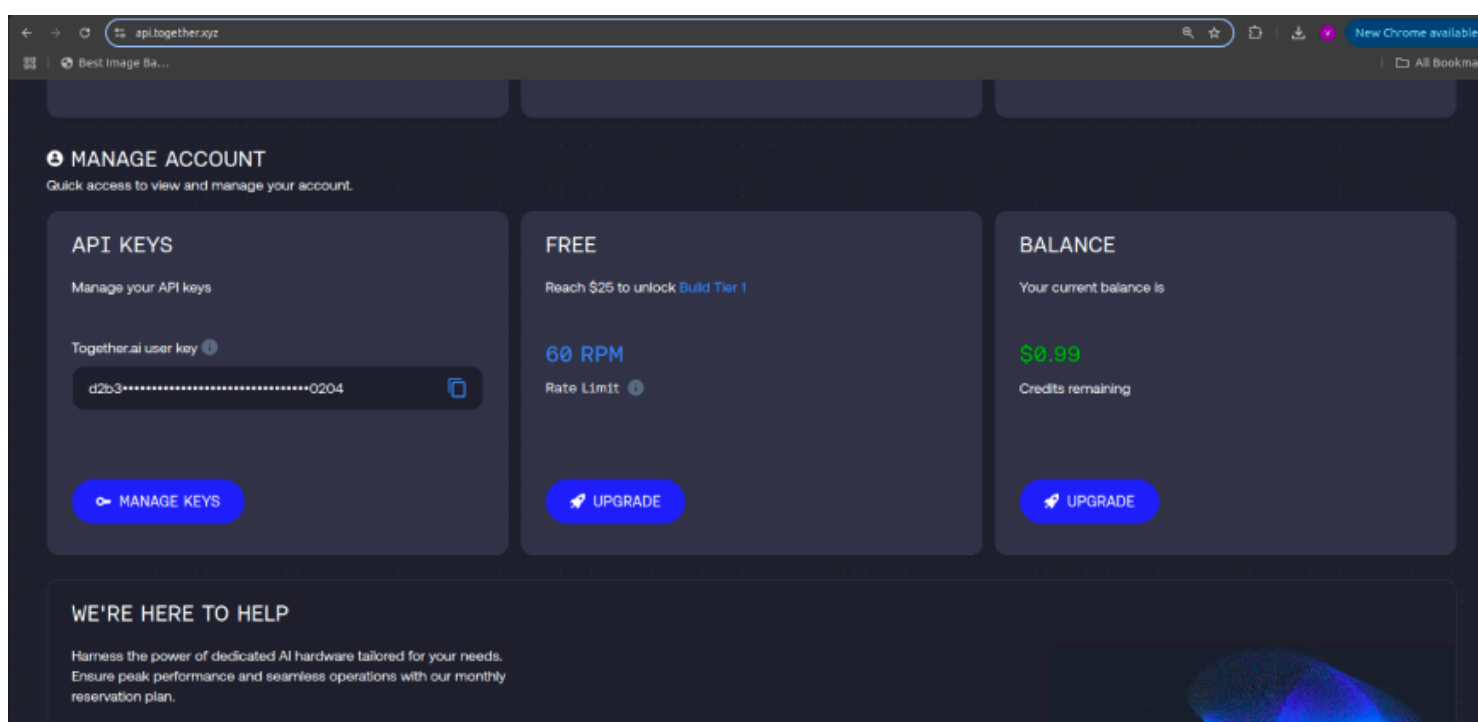 api.together.xyz
New Chrome available
Best Image Ba...
All Bookma
MANAGE ACCOUNT
Quick access to view and manage your account.
API KEYS
Manage your API keys
Together.ai user key
d2b3••••••••••••••••••••••••••••••••0204
MANAGE KEYS
FREE
Reach $25 to unlock Build Tier 1
60 RPM
Rate Limit
UPGRADE
BALANCE
Your current balance is
$0.99
Credits remaining
UPGRADE
WE'RE HERE TO HELP
Harness the power of dedicated AI hardware tailored for your needs.
Ensure peak performance and seamless operations with our monthly
reservation plan.